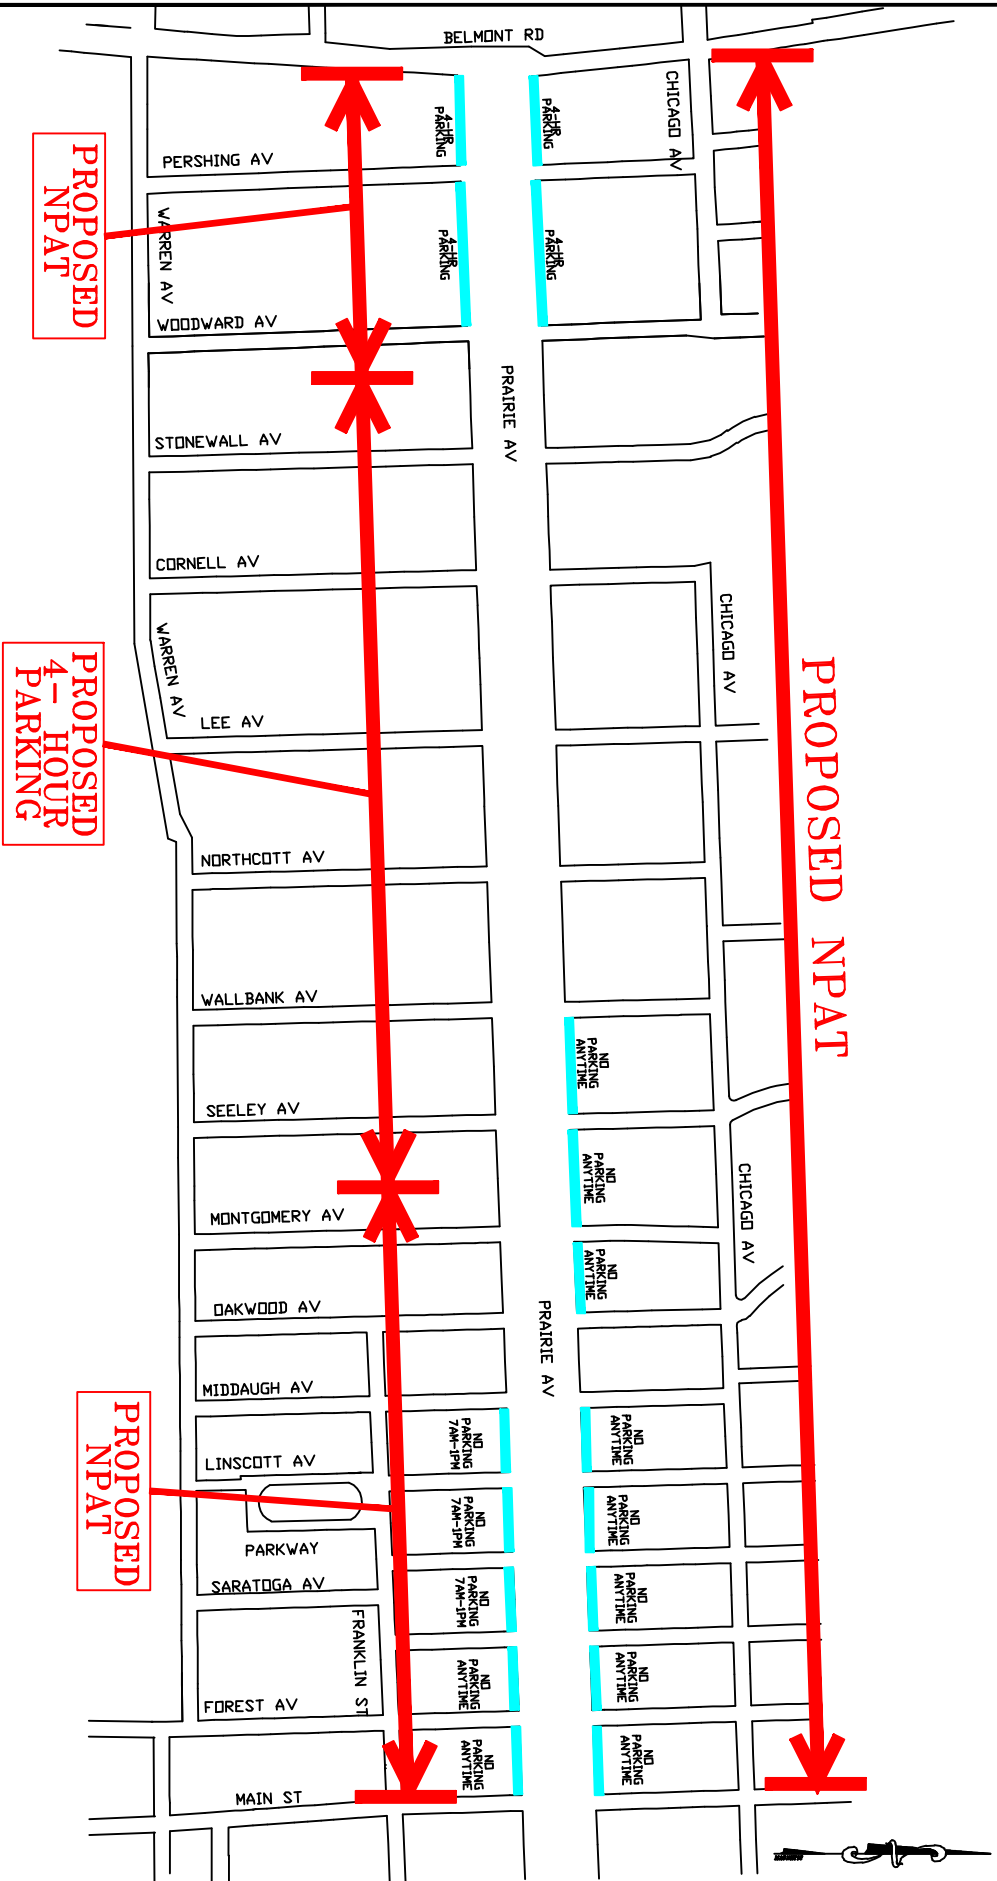 BELMONT RD
CHICAGO AV
4-HR
PARKING
4-HR
PARKING
PERSHING AV
PROPOSED
NPAT
WARREN AV
4-HR
PARKING
4-HR
PARKING
WOODWARD AV
PRAIRIE AV
STONEWALL AV
CORNELL AV
CHICAGO AV
WARREN AV
PROPOSED
4- HOUR
PARKING
LEE AV
PROPOSED NPAT
NORTHCOTT AV
WALLBANK AV
NO
PARKING
ANYTIME
SEELEY AV
NO
PARKING
ANYTIME
CHICAGO AV
MONTGOMERY AV
NO
PARKING
ANYTIME
OAKWOOD AV
PRAIRIE AV
MIDDAUGH AV
PROPOSED
NPAT
NO
PARKING
7AM-1PM
NO
PARKING
ANYTIME
LINSCOTT AV
NO
PARKING
7AM-1PM
NO
PARKING
ANYTIME
PARKWAY
SARATOGA AV
NO
PARKING
7AM-1PM
NO
PARKING
ANYTIME
FRANKLIN ST
NO
PARKING
ANYTIME
NO
PARKING
ANYTIME
FOREST AV
NO
PARKING
ANYTIME
NO
PARKING
ANYTIME
MAIN ST